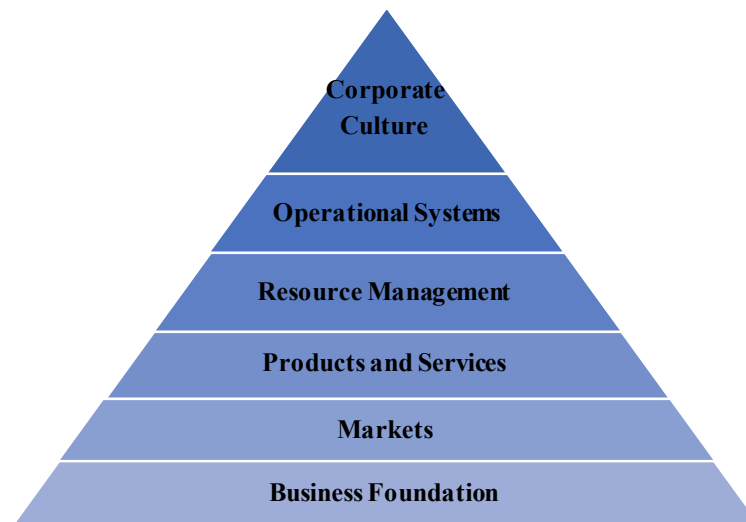 Corporate
Culture
Operational Systems
Resource Management
Products and Services
Markets
Business Foundation